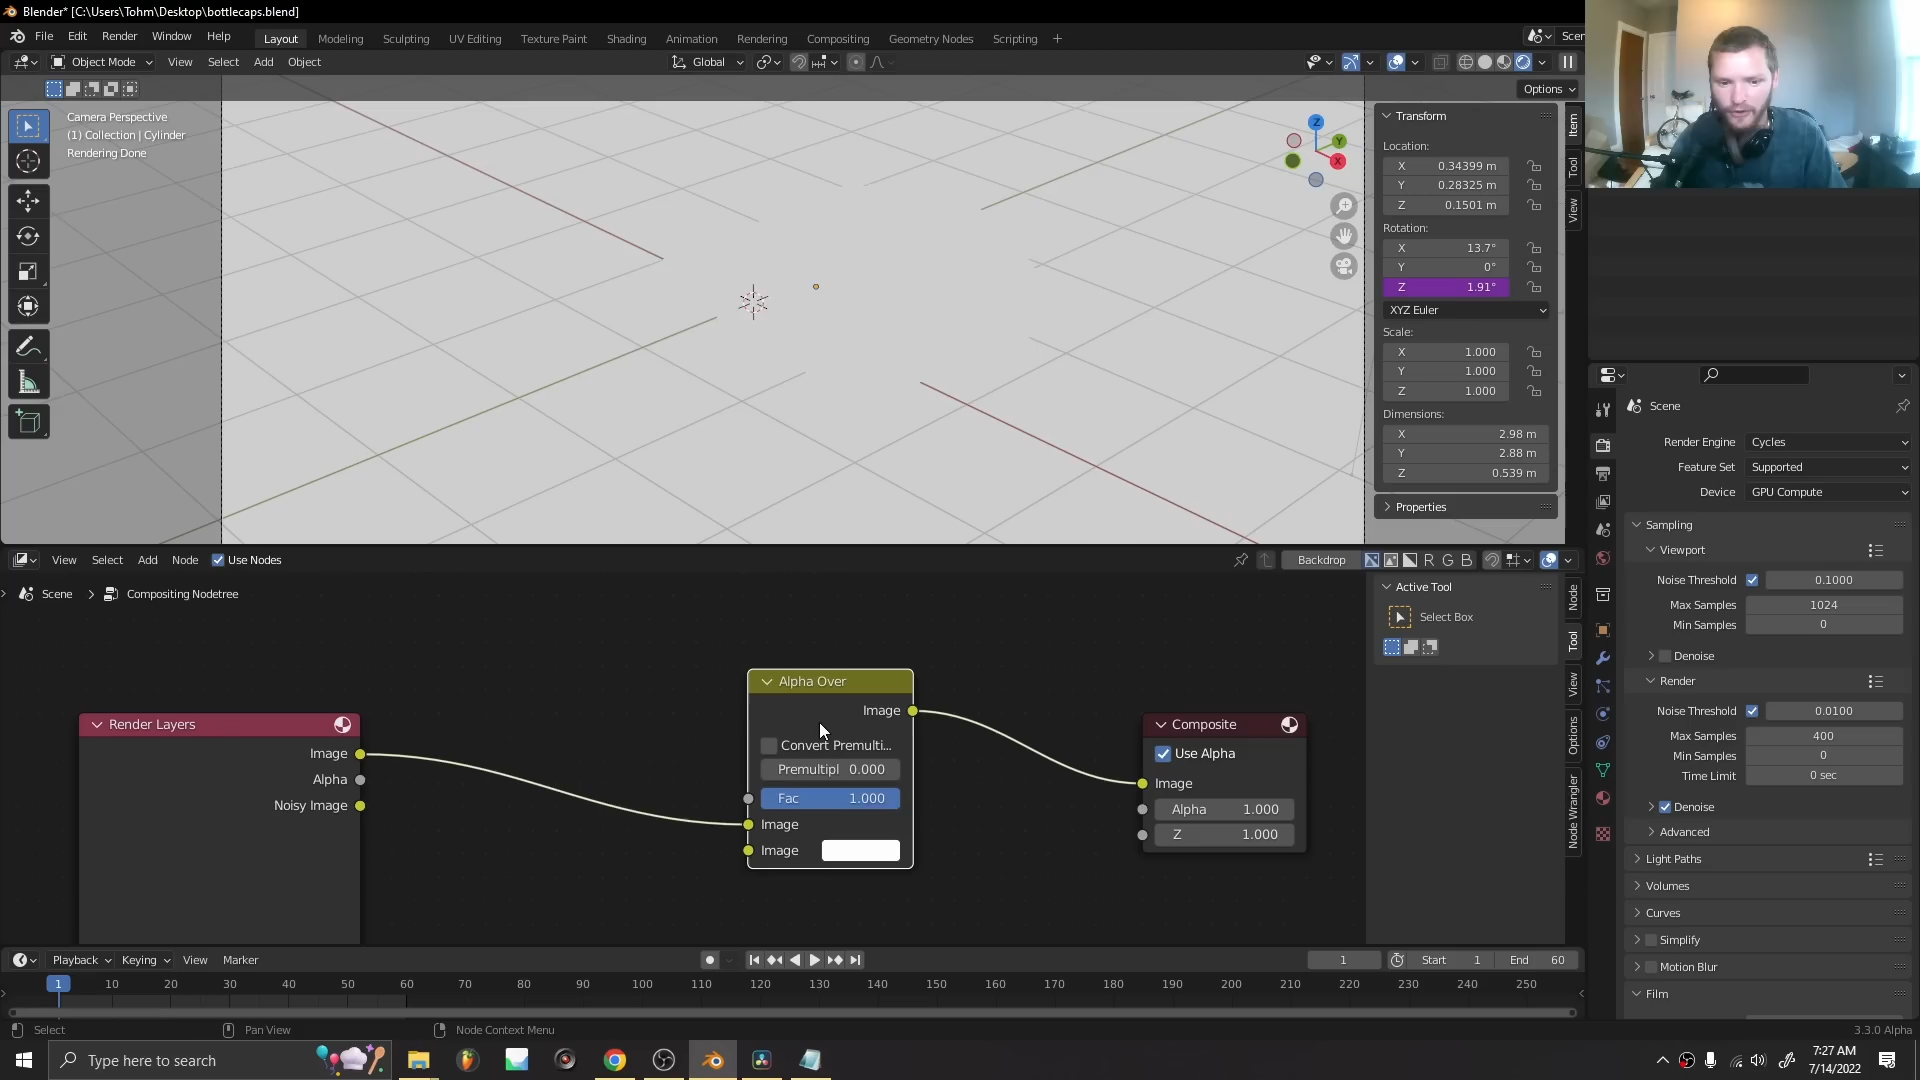 Blender* [C:\Users\Tohm\Desktop\bottlecaps.blend]
File Edit Render Window Help Layout Modeling Sculpting UV Editing Texture Paint Shading Animation Rendering Compositing Geometry Nodes Scripting + Scen
Object Mode View Select Add Object Global
Options
Camera Perspective
(1) Collection | Cylinder
Rendering Done
Z
Y
X
Transform
Location:
X 0.34399 m
Y 0.28325 m
Z 0.1501 m
Rotation:
X 13.7°
Y 0°
Z 1.91°
XYZ Euler
Scale:
X 1.000
Y 1.000
Z 1.000
Dimensions:
X 2.98 m
Y 2.88 m
Z 0.539 m
Properties
Item
Tool
View
View Select Add Node Use Nodes Backdrop R G B
Scene > Compositing Nodetree
Render Layers
Image
Alpha
Noisy Image
Alpha Over
Image
Convert Premulti...
Premultipl 0.000
Fac 1.000
Image
Image
Composite
Use Alpha
Image
Alpha 1.000
Z 1.000
Active Tool
Select Box
Node
Tool
View
Options
Node Wrangler
Scene
Render Engine Cycles
Feature Set Supported
Device GPU Compute
Sampling
Viewport
Noise Threshold 0.1000
Max Samples 1024
Min Samples 0
Denoise
Render
Noise Threshold 0.0100
Max Samples 400
Min Samples 0
Time Limit 0 sec
Denoise
Advanced
Light Paths
Volumes
Curves
Simplify
Motion Blur
Film
Playback Keying View Marker 1 Start 1 End 60
1 10 20 30 40 50 60 70 80 90 100 110 120 130 140 150 160 170 180 190 200 210 220 230 240 250
Select Pan View Node Context Menu 3.3.0 Alpha
Type here to search
7:27 AM
7/14/2022